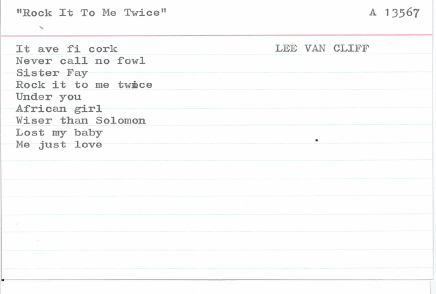 "Rock It To Me Twice" A 13567
It ave fi cork LEE VAN CLIFF
Never call no fowl
Sister Fay
Rock it to me twice
Under you
African girl
Wiser than Solomon
Lost my baby
Me just love